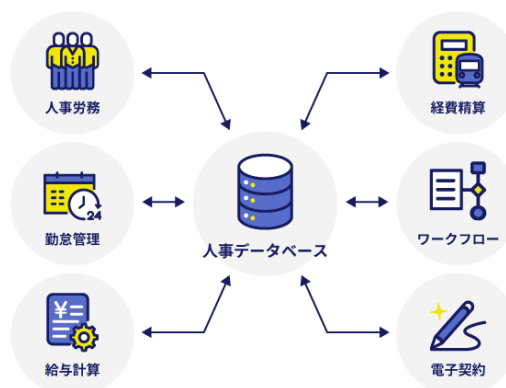 人事労務
経費精算
24
勤怠管理
人事データベース
ワークフロー
¥
給与計算
電子契約